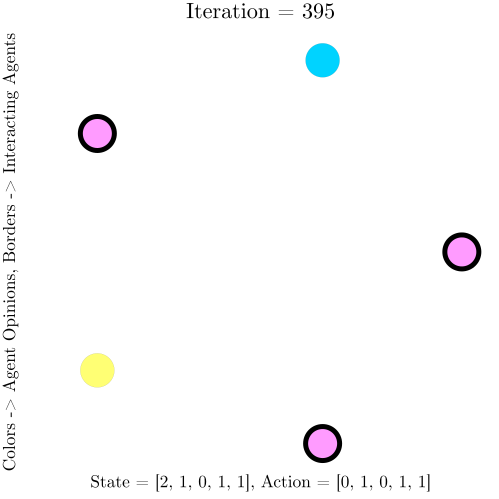 Iteration = 395
Colors -> Agent Opinions, Borders -> Interacting Agents
State = [2, 1, 0, 1, 1], Action = [0, 1, 0, 1, 1]